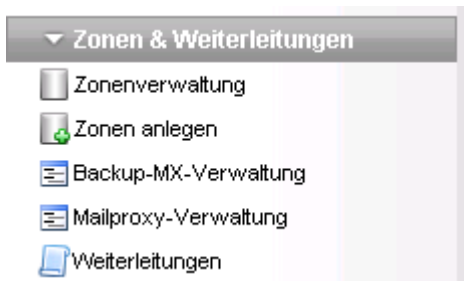 Zonen & Weiterleitungen
Zonenverwaltung
Zonen anlegen
Backup-MX-Verwaltung
Mailproxy-Verwaltung
Weiterleitungen